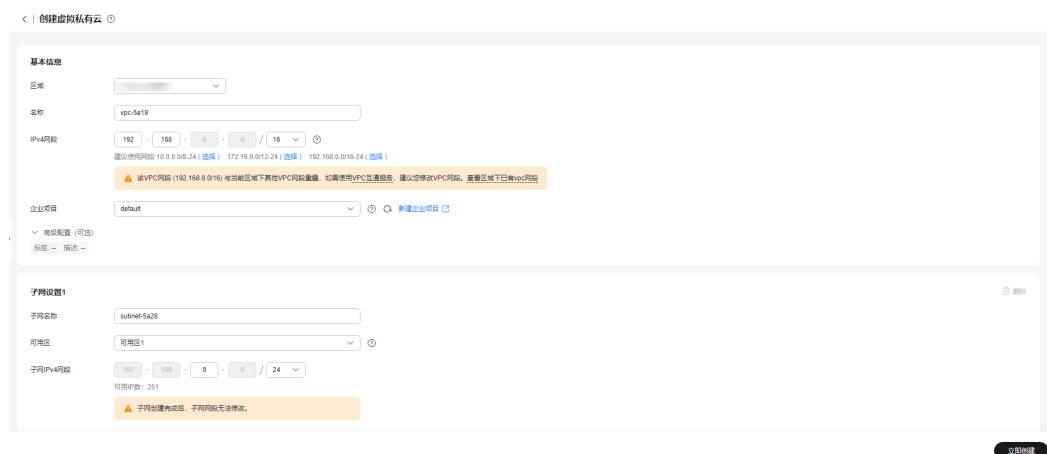 创建虚拟私有云
基本信息
区域
名称 vpc-5a19
IPv4网段 192 · 168 · 0 · 0 / 16
建议使用网段:10.0.0.0/8-24 (选择) 172.16.0.0/12-24 (选择) 192.168.0.0/16-24 (选择)
该VPC网段 (192.168.0.0/16) 与当前区域下其他VPC网段重叠，如需使用VPC互通服务，建议您修改VPC网段。查看区域下已有vpc网段
企业项目 default 新建企业项目
高级配置（可选）
标签: -- 描述: --
子网设置1 删除
子网名称 subnet-5a28
可用区 可用区1
子网IPv4网段 192 · 168 · 0 · 0 / 24
可用IP数: 251
子网创建完成后，子网网段无法修改。
立即创建